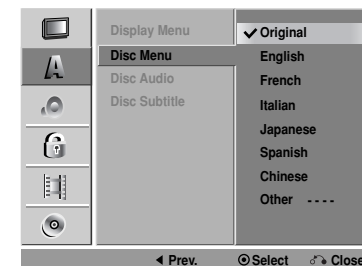 A
Display Menu
Disc Menu
Disc Audio
Disc Subtitle
✓ Original
English
French
Italian
Japanese
Spanish
Chinese
Other - - - -
◀ Prev.
Select
Close